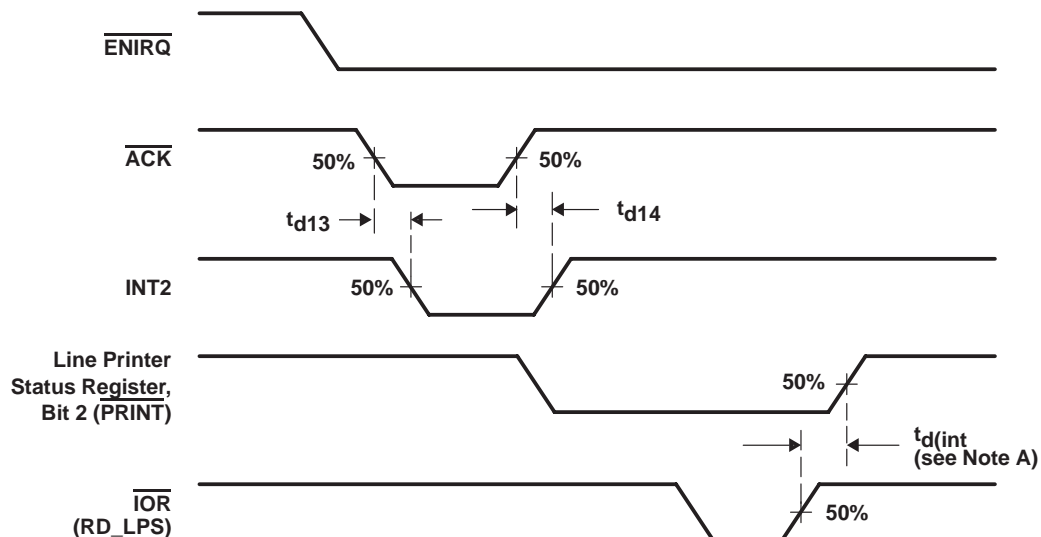 ENIRQ
ACK
50%
50%
td13
td14
INT2
50%
50%
Line Printer
Status Register,
Bit 2 (PRINT)
50%
td(int
(see Note A)
IOR
(RD_LPS)
50%